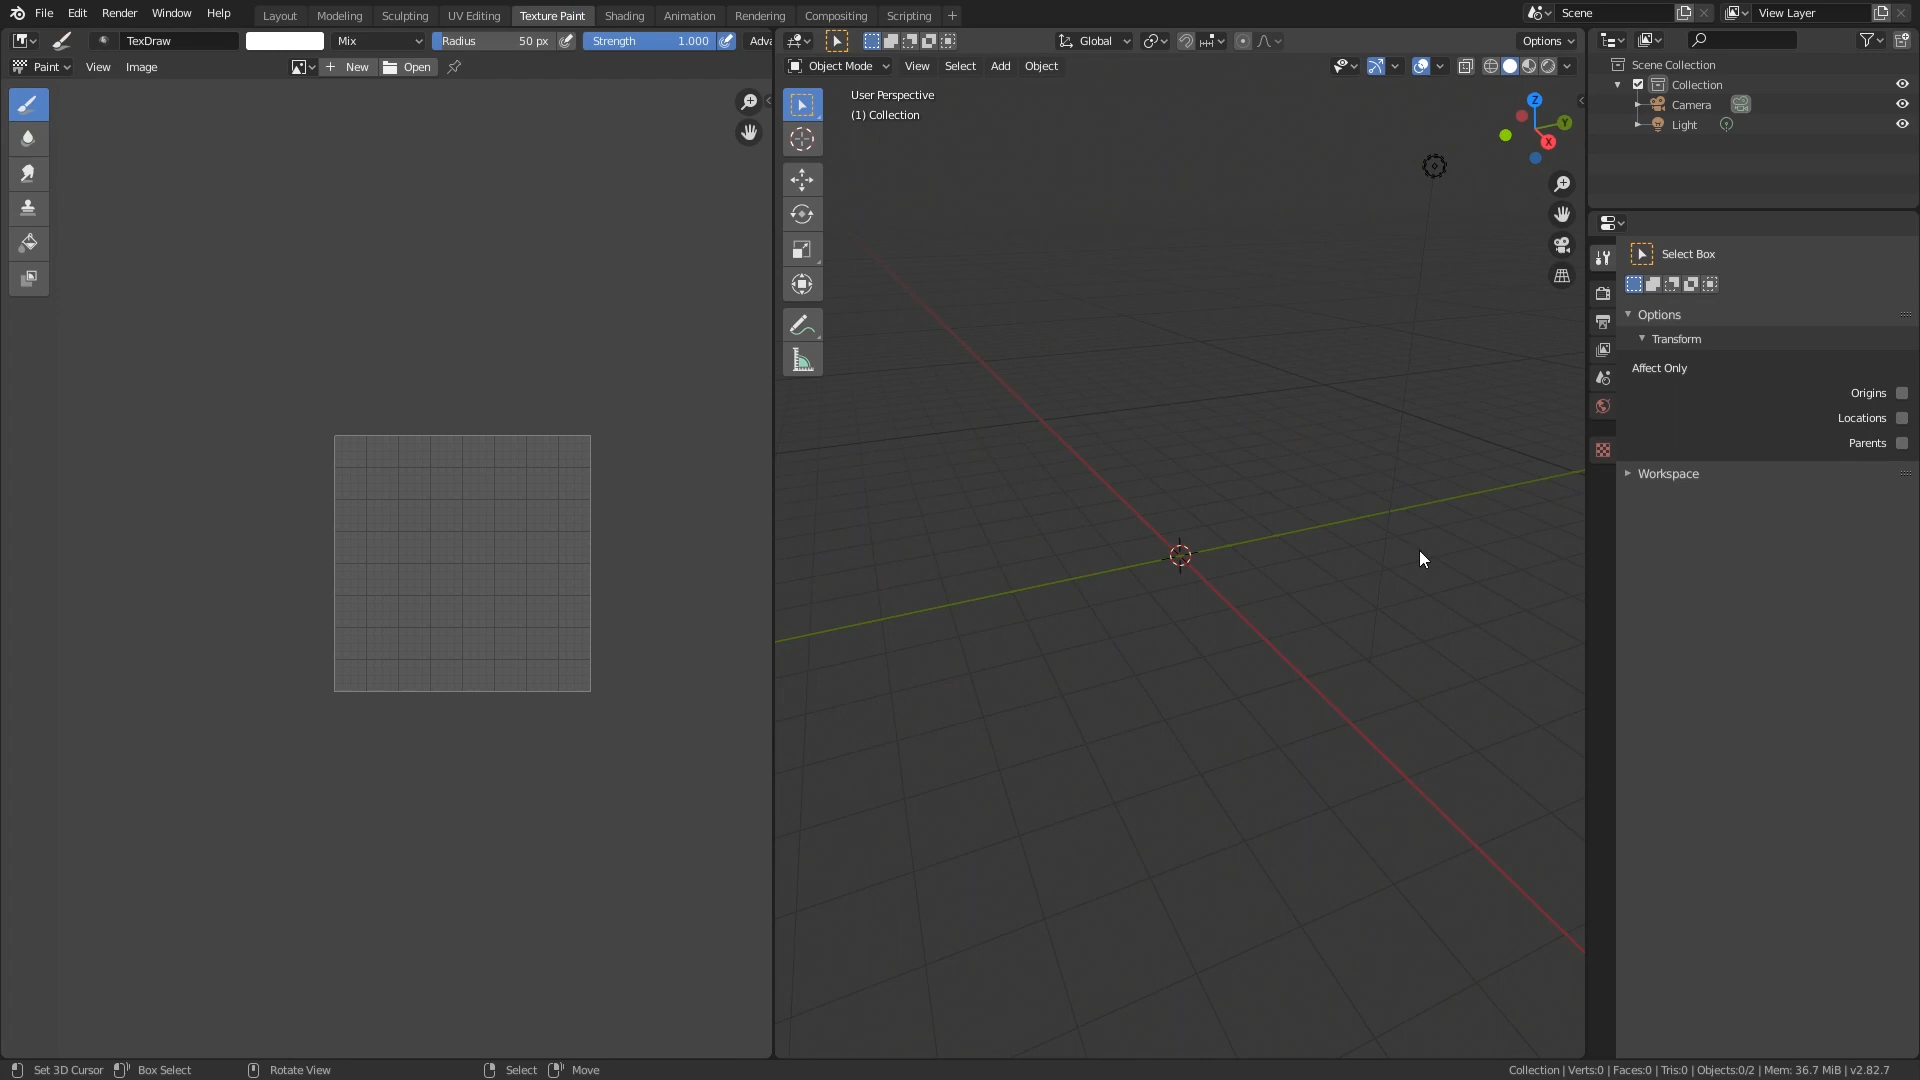 File Edit Render Window Help Layout Modeling Sculpting UV Editing Texture Paint Shading Animation Rendering Compositing Scripting + Scene View Layer
TexDraw Mix Radius 50 px Strength 1.000 Adva Global Options
Paint View Image + New Open Object Mode View Select Add Object
User Perspective
(1) Collection
Scene Collection
Collection
Camera
Light
Z
Y
X
Select Box
Options
Transform
Affect Only
Origins
Locations
Parents
Workspace
Set 3D Cursor Box Select Rotate View Select Move Collection | Verts:0 | Faces:0 | Tris:0 | Objects:0/2 | Mem: 36.7 MiB | v2.82.7